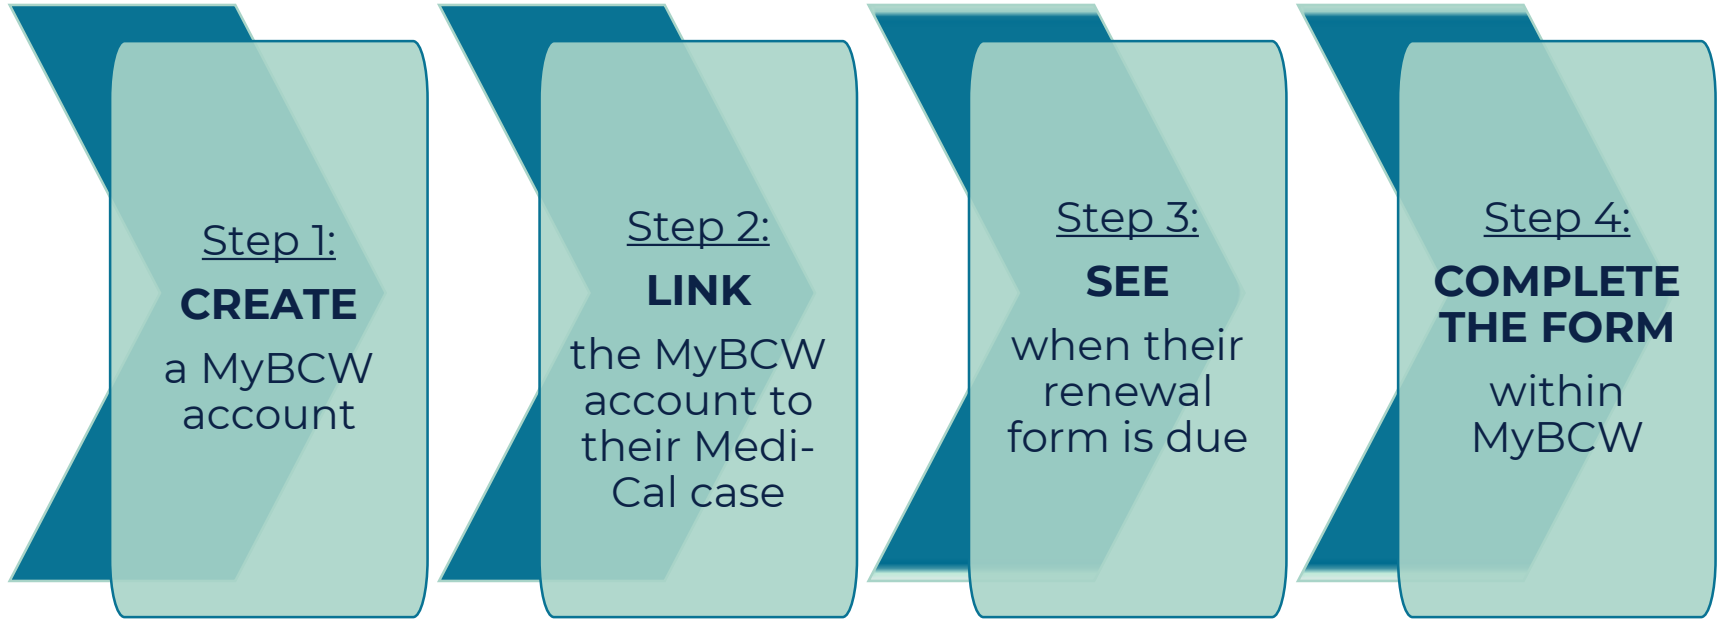 Step 1:
CREATE
a MyBCW
account
Step 2:
LINK
the MyBCW
account to
their Medi-
Cal case
Step 3:
SEE
when their
renewal
form is due
Step 4:
COMPLETE
THE FORM
within
MyBCW